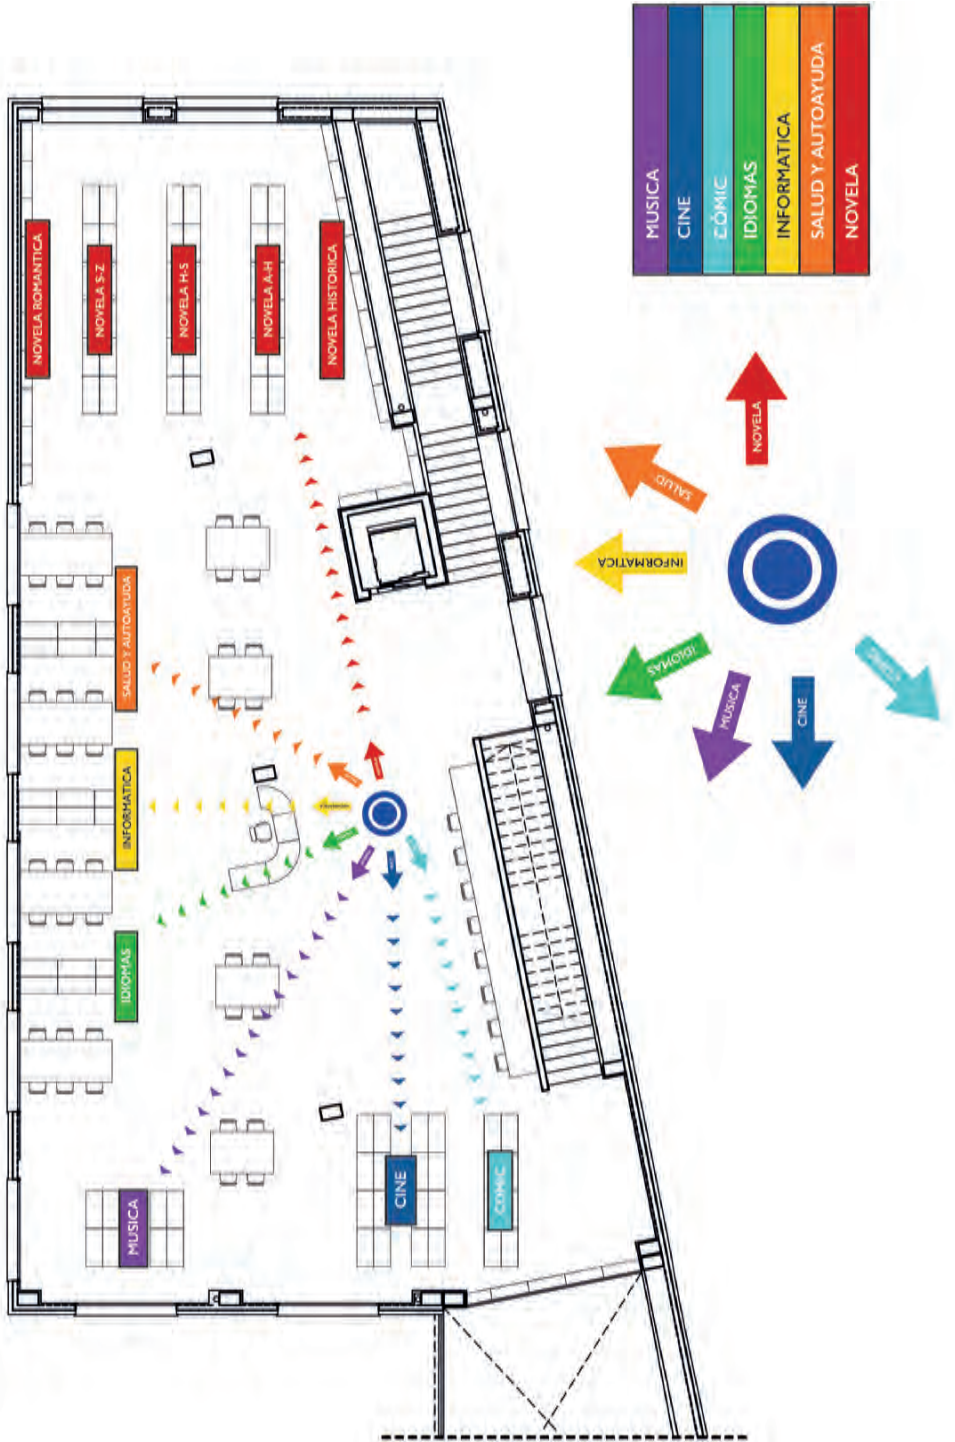 NOVELA ROMANTICA
NOVELA S-Z
NOVELA H-S
NOVELA A-H
NOVELA HISTORICA
SALUD Y AUTOAYUDA
INFORMATICA
IDIOMAS
MUSICA
CINE
COMIC
MUSICA
CINE
CÓMIC
IDIOMAS
INFORMATICA
SALUD Y AUTOAYUDA
NOVELA
NOVELA
SALUD
INFORMATICA
IDIOMAS
MUSICA
CINE